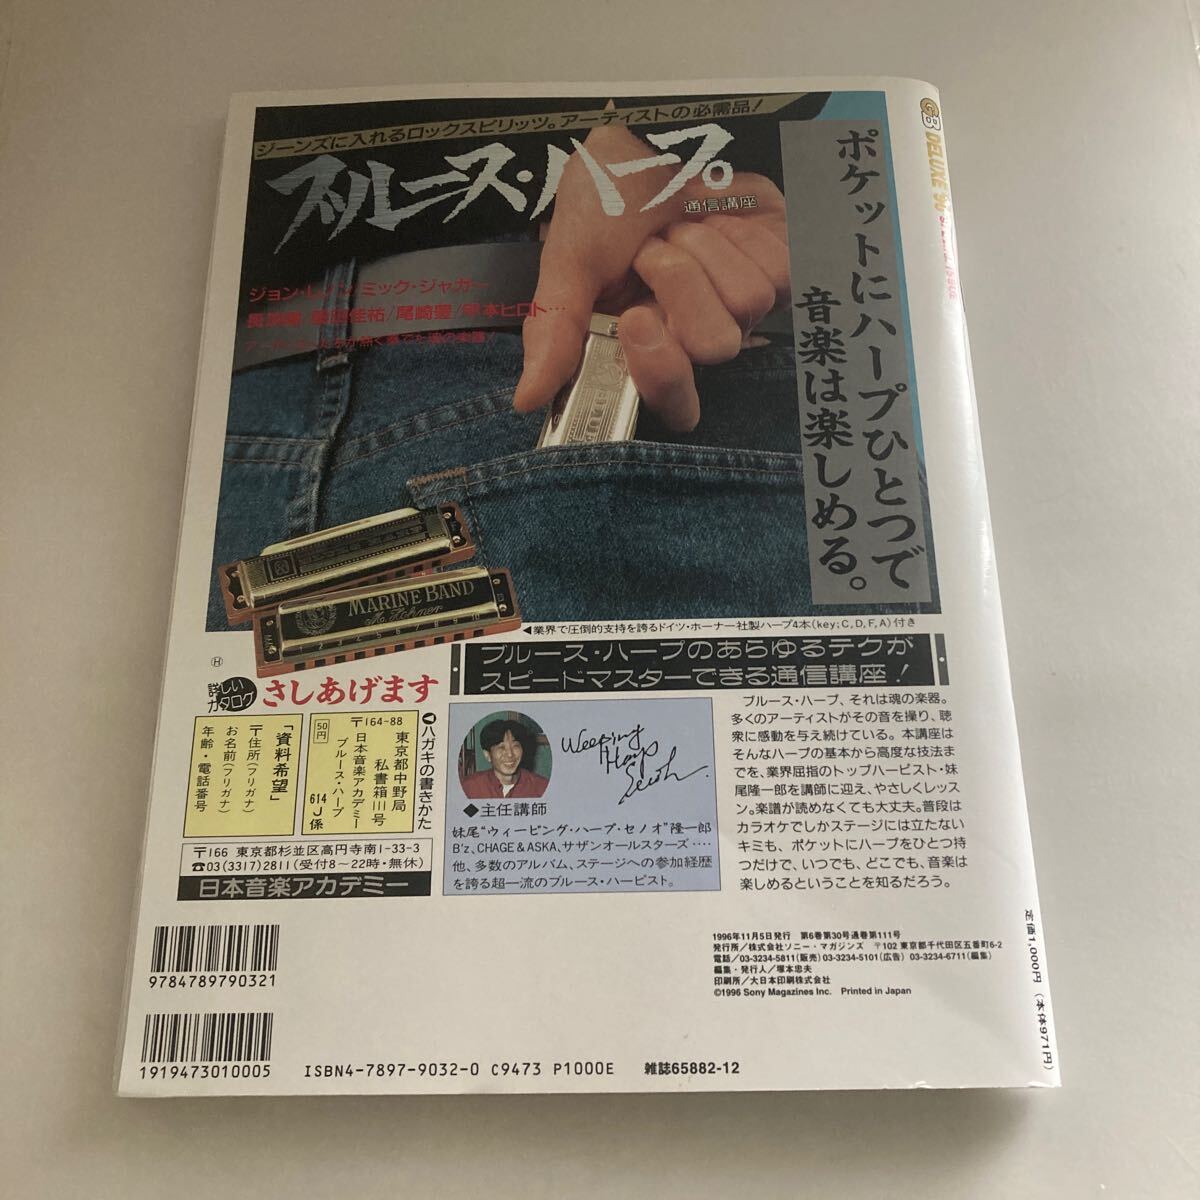 ジーンズに入れるロックスピリッツ。アーティストの必需品!
ブルース・ハープ。
通信講座
ポケットにハープひとつで
音楽は楽しめる。
GB DELUXE '96
ジョン・レノン/ミック・ジャガー
尾崎豊/甲本ヒロト…
MARINE BAND
M. Hohner
◀業界で圧倒的支持を誇るドイツ・ホーナー社製ハープ4本(key;C, D, F, A)付き
ブルース・ハープのあらゆるテクが
スピードマスターできる通信講座!
Ⓗ
詳しいカタログ さしあげます
◁ハガキの書きかた
50円
〒164-88
東京都中野局
私書箱111号
日本音楽アカデミー
ブルース・ハープ
614J係
「資料希望」
〒住所(フリガナ)
お名前(フリガナ)
年齢・電話番号
〒166 東京都杉並区高円寺南1-33-3
☎03(3317)2811(受付8〜22時・無休)
日本音楽アカデミー
Weeping Harp Senoh.
◆主任講師
妹尾“ウィーピング・ハープ・セノオ”隆一郎
B'z、CHAGE & ASKA、サザンオールスターズ‥‥
他、多数のアルバム、ステージへの参加経歴
を誇る超一流のブルース・ハーピスト。
ブルース・ハープ、それは魂の楽器。
多くのアーティストがその音を操り、聴
衆に感動を与え続けている。本講座は
そんなハープの基本から高度な技法ま
でを、業界屈指のトップハーピスト・妹
尾隆一郎を講師に迎え、やさしくレッス
ン。楽譜が読めなくても大丈夫。普段は
カラオケでしかステージには立たない
キミも、ポケットにハープをひとつ持
つだけで、いつでも、どこでも、音楽は
楽しめるということを知るだろう。
1996年11月5日発行 第6巻第30号通巻第111号
発行所/株式会社ソニー・マガジンズ 〒102 東京都千代田区五番町6-2
電話/03-3234-5811(販売)03-3234-5101(広告) 03-3234-6711(編集)
編集・発行人/塚本忠夫
印刷所/大日本印刷株式会社
©1996 Sony Magazines Inc. Printed in Japan
定価1,000円(本体971円)
9784789790321
1919473010005
ISBN4-7897-9032-0 C9473 P1000E 雑誌65882-12